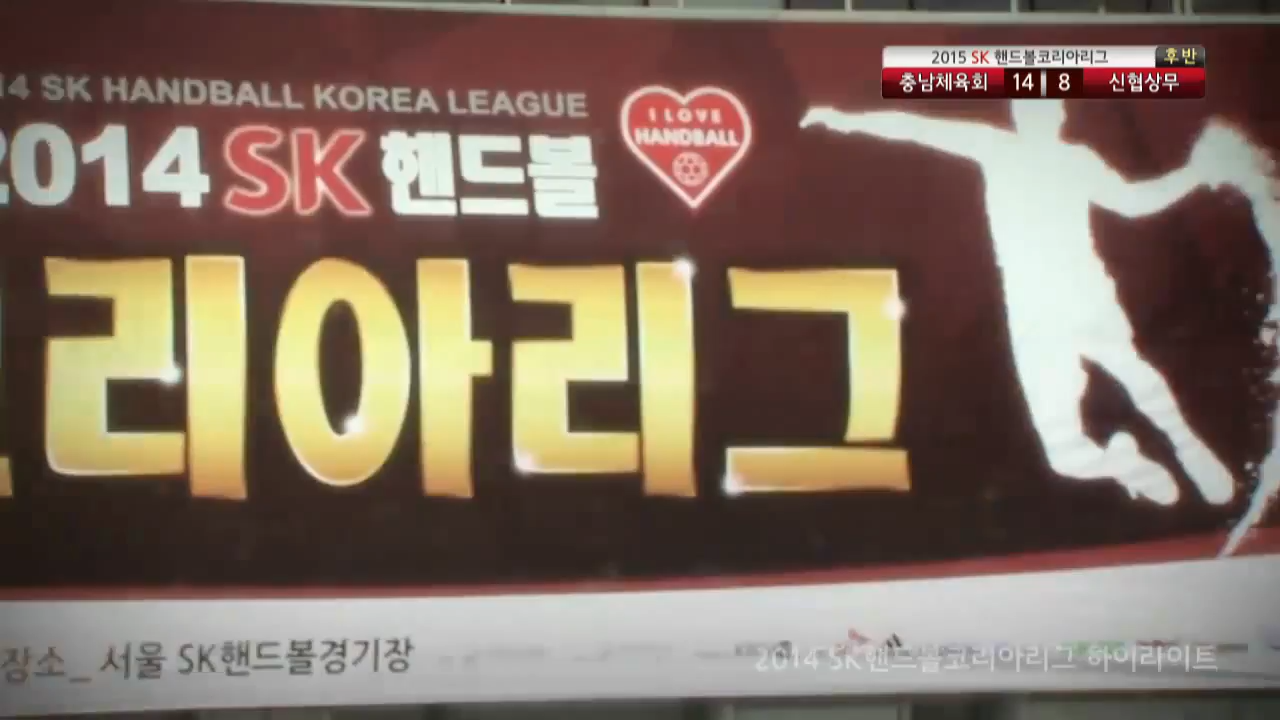 2015 SK 핸드볼코리아리그 후반
충남체육회 14 8 신협상무
14 SK HANDBALL KOREA LEAGUE
2014 SK 핸드볼
I LOVE
HANDBALL
리아리그
장소_ 서울 SK핸드볼경기장
2014 SK핸드볼코리아리그 하이라이트